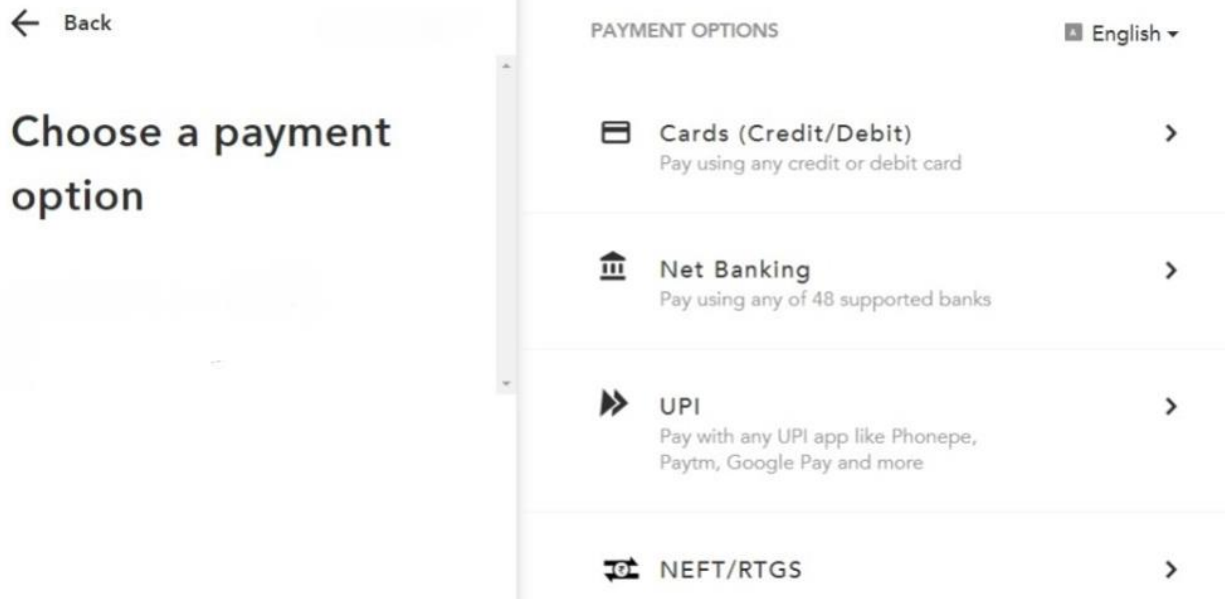 Back
Choose a payment
option
PAYMENT OPTIONS
English
Cards (Credit/Debit)
Pay using any credit or debit card
Net Banking
Pay using any of 48 supported banks
UPI
Pay with any UPI app like Phonepe,
Paytm, Google Pay and more
NEFT/RTGS